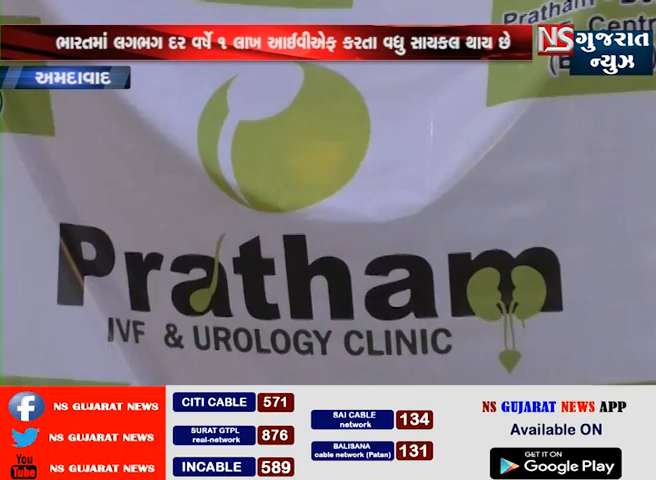 Pratham
Centr
ભારતમાં લગભગ દર વર્ષે ૧ લાખ આઈવીએફ કરતા વધુ સાયકલ થાય છે
NS ગુજરાત
ન્યુઝ
અમદાવાદ
Pratham
IVF & UROLOGY CLINIC
NS GUJARAT NEWS
NS GUJARAT NEWS
You
Tube
NS GUJARAT NEWS
CITI CABLE 571
SURAT GTPL
real-network
876
INCABLE 589
SAI CABLE
network
134
BALISANA
cable network (Patan)
131
NS GUJARAT NEWS APP
Available ON
GET IT ON
Google Play